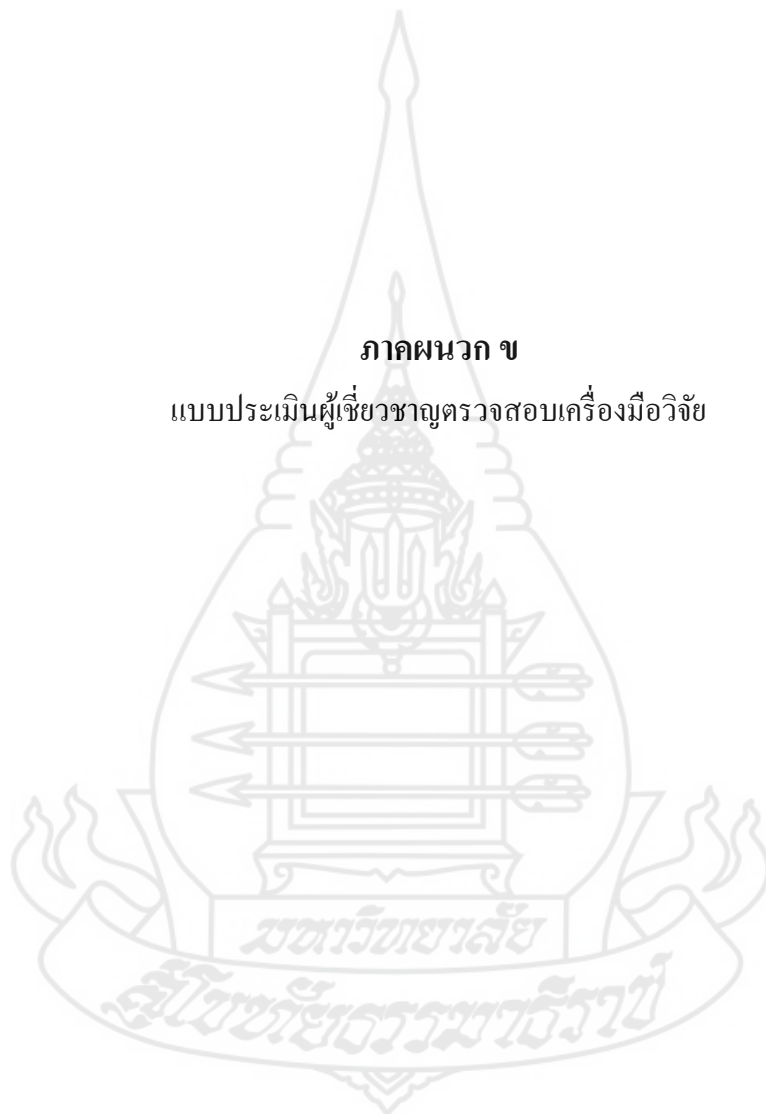 ภาคผนวก ข
แบบประเมินผู้เชี่ยวชาญตรวจสอบเครื่องมือวิจัย
มหาวิทยาลัย
สุโขทัยธรรมาธิราช